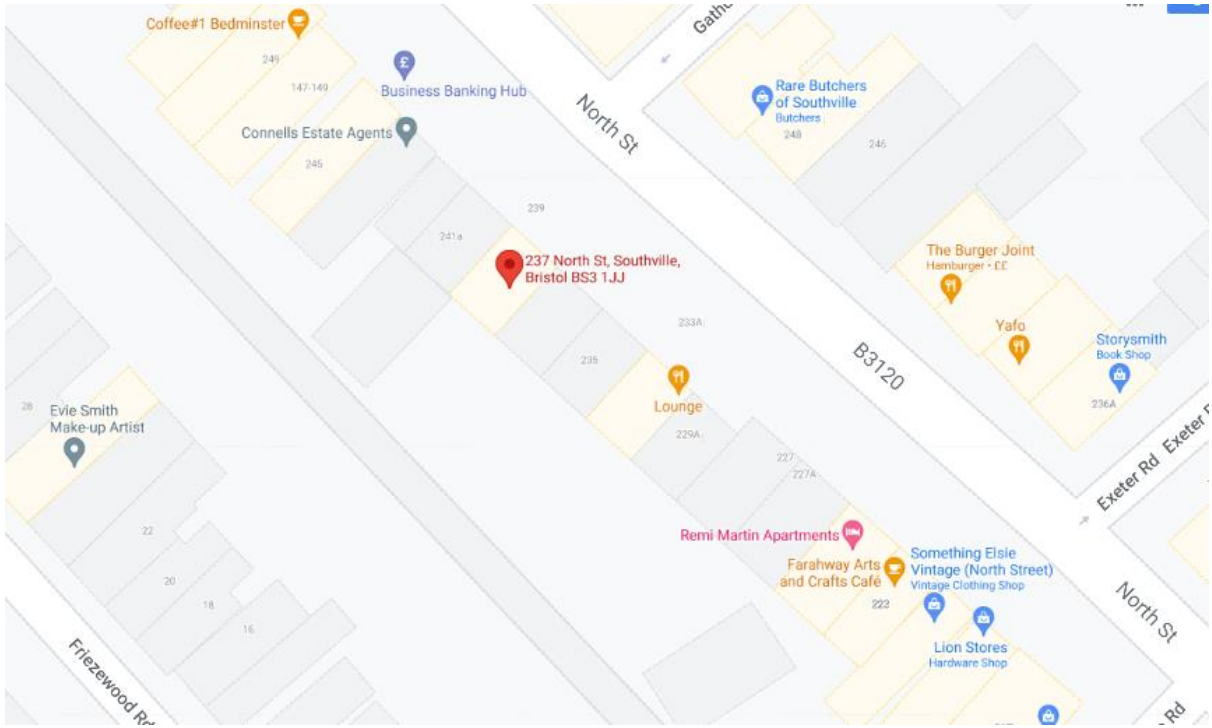 Coffee#1 Bedminster
249
147-149
Business Banking Hub
Connells Estate Agents
245
North St
Rare Butchers
of Southville
Butchers
248
246
239
241a
237 North St, Southville,
Bristol BS3 1JJ
233A
235
B3120
The Burger Joint
Hamburger • ££
Yafo
Storysmith
Book Shop
236A
Lounge
229A
28
Evie Smith
Make-up Artist
227
227A
Exeter Rd
Exeter
Remi Martin Apartments
Farahway Arts
and Crafts Café
222
Something Elsie
Vintage (North Street)
Vintage Clothing Shop
22
20
18
16
Lion Stores
Hardware Shop
North St
Friezewood Rd
Rd